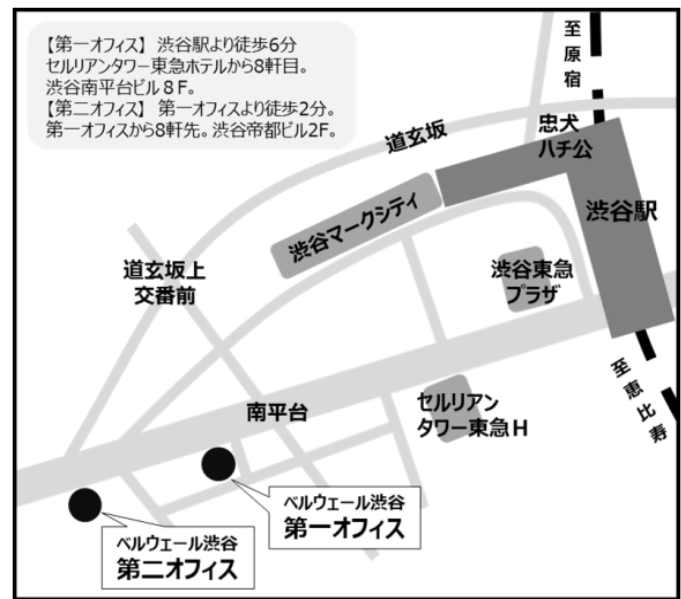 【第一オフィス】 渋谷駅より徒歩6分
セルリアンタワー東急ホテルから8軒目。
渋谷南平台ビル８F。
【第二オフィス】 第一オフィスより徒歩2分。
第一オフィスから8軒先。渋谷帝都ビル2F。
至原宿
道玄坂
忠犬
ハチ公
渋谷マークシティ
渋谷駅
道玄坂上
交番前
渋谷東急
プラザ
至恵比寿
南平台
セルリアン
タワー東急H
ベルウェール渋谷
第一オフィス
ベルウェール渋谷
第二オフィス